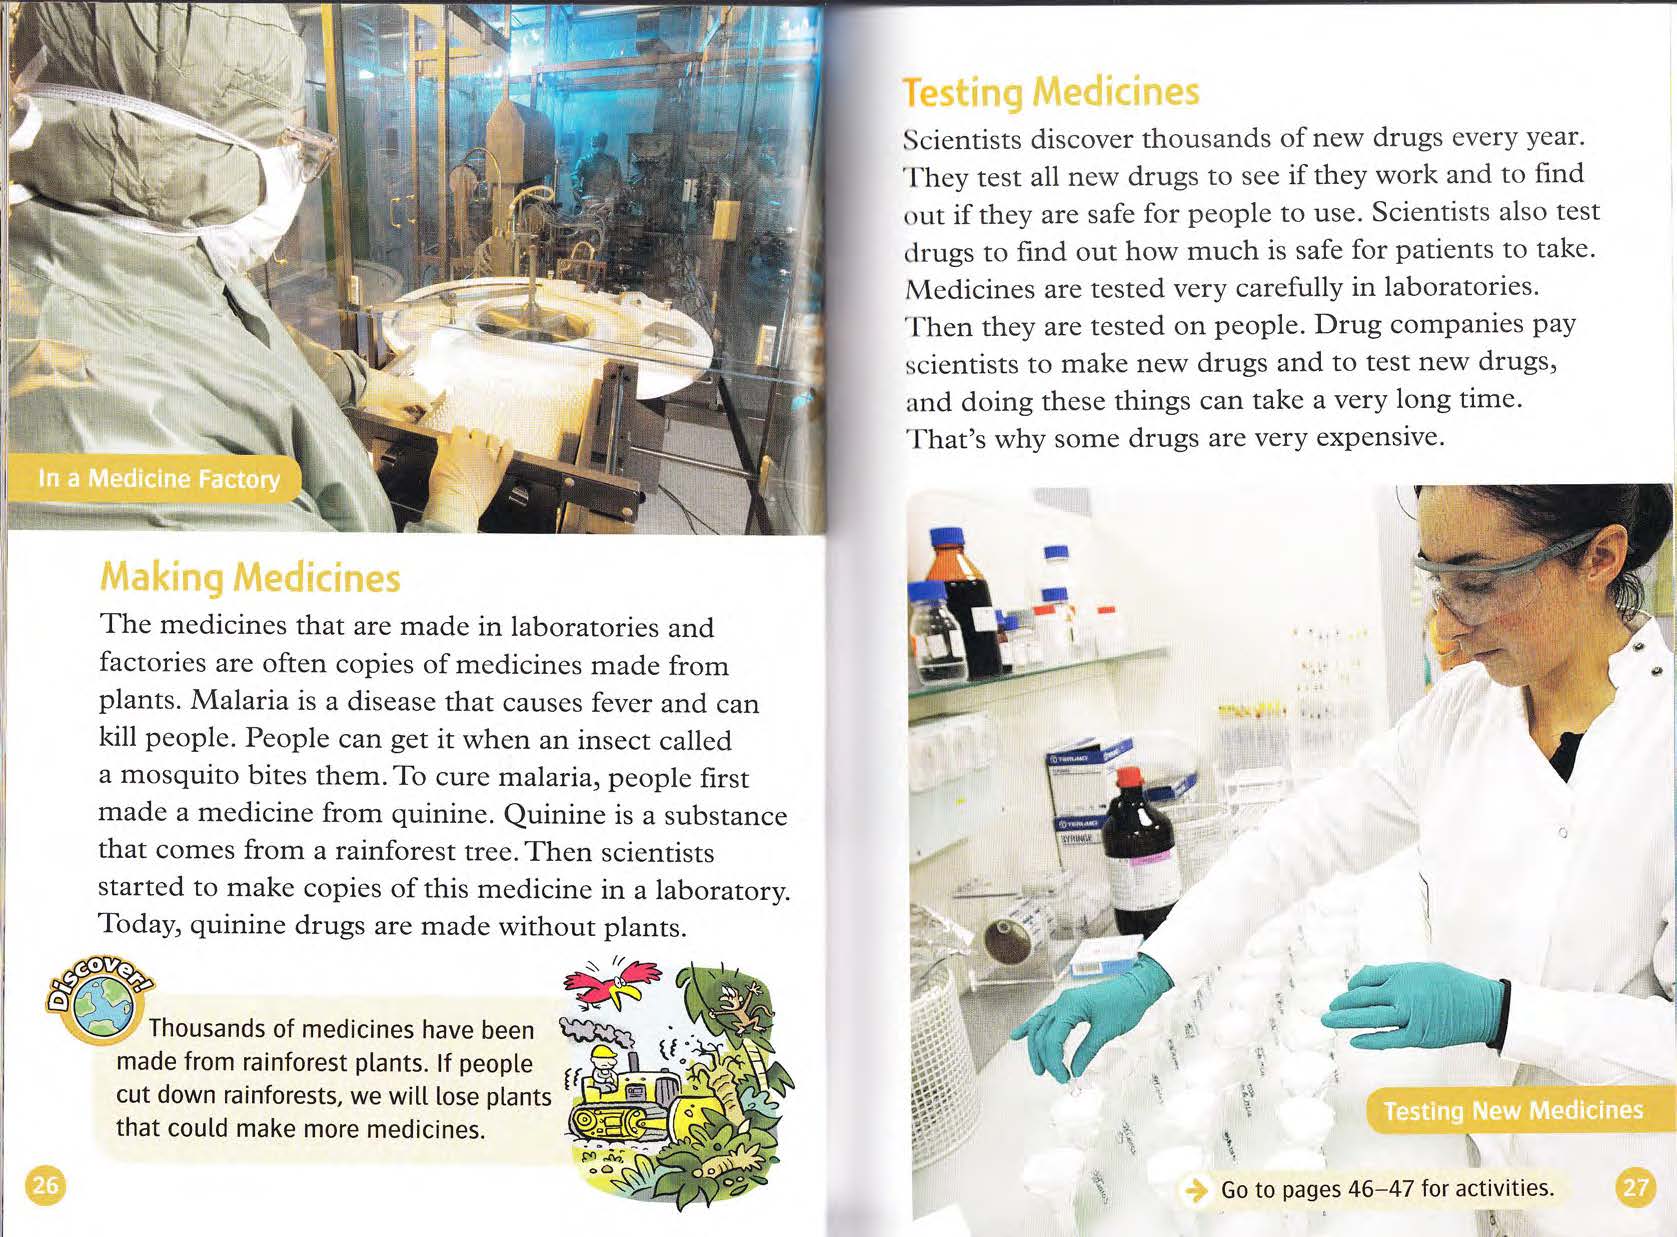 In a Medicine Factory
Making Medicines
The medicines that are made in laboratories and
factories are often copies of medicines made from
plants. Malaria is a disease that causes fever and can
kill people. People can get it when an insect called
a mosquito bites them. To cure malaria, people first
made a medicine from quinine. Quinine is a substance
that comes from a rainforest tree. Then scientists
started to make copies of this medicine in a laboratory.
Today, quinine drugs are made without plants.
Discover!
Thousands of medicines have been
made from rainforest plants. If people
cut down rainforests, we will lose plants
that could make more medicines.
26
Testing Medicines
Scientists discover thousands of new drugs every year.
They test all new drugs to see if they work and to find
out if they are safe for people to use. Scientists also test
drugs to find out how much is safe for patients to take.
Medicines are tested very carefully in laboratories.
Then they are tested on people. Drug companies pay
scientists to make new drugs and to test new drugs,
and doing these things can take a very long time.
That's why some drugs are very expensive.
TERUMO
TERUMO
SYRINGE
Testing New Medicines
Go to pages 46–47 for activities.
27